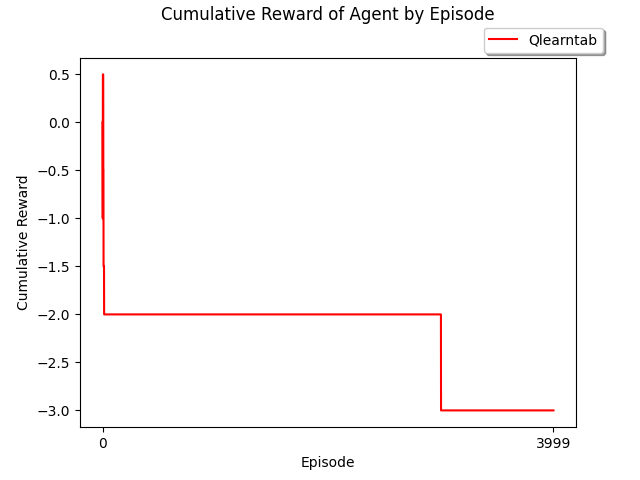 Cumulative Reward of Agent by Episode
Qlearntab
0.5
0.0
−0.5
−1.0
−1.5
−2.0
−2.5
−3.0
Cumulative Reward
0
3999
Episode